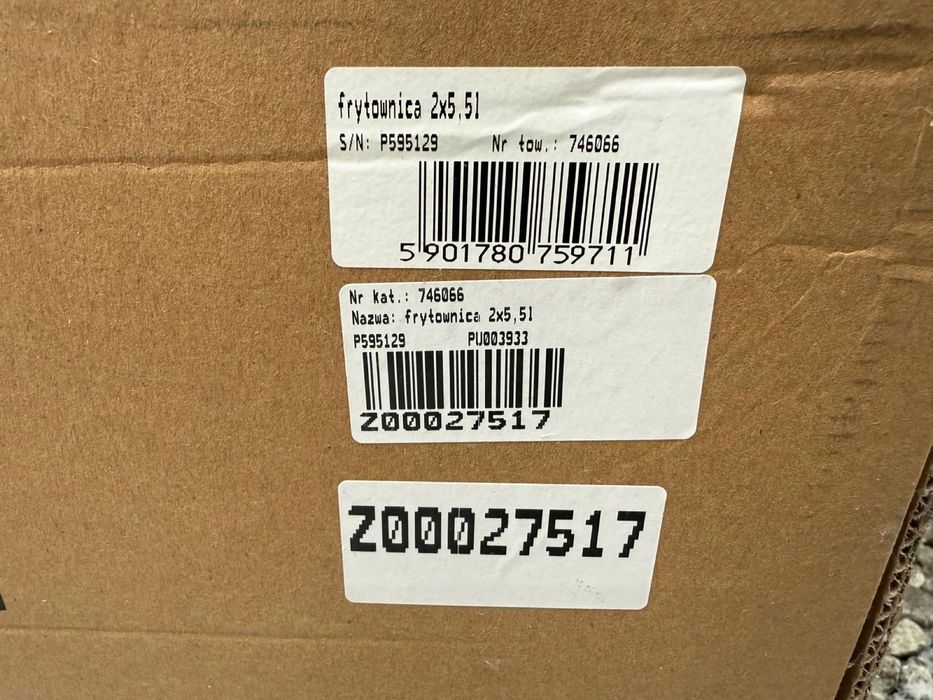 frytownica 2x5,5l
S/N: P595129 Nr tow.: 746066
5 901780 759711
Nr kat.: 746066
Nazwa: frytownica 2x5,5l
P595129 PU003933
Z00027517
Z00027517